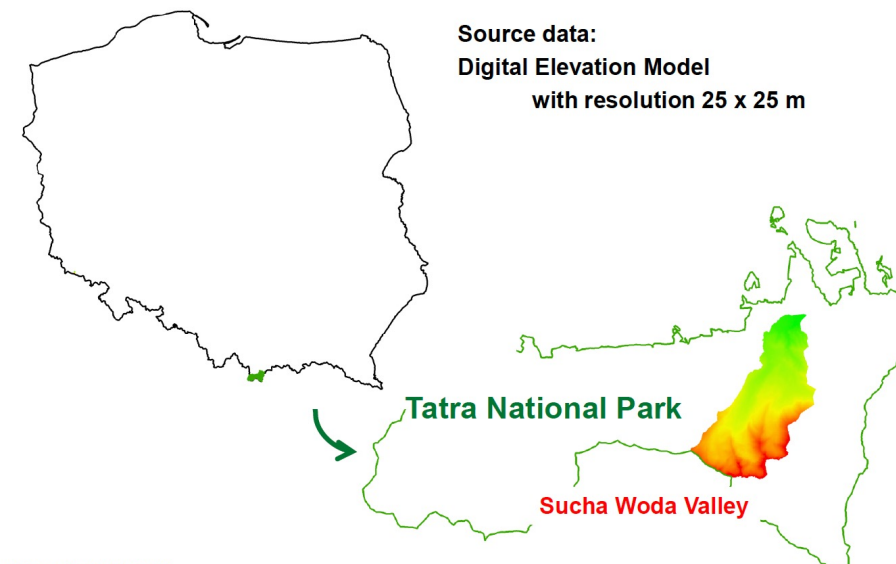 Source data:
Digital Elevation Model
with resolution 25 x 25 m
Tatra National Park
Sucha Woda Valley